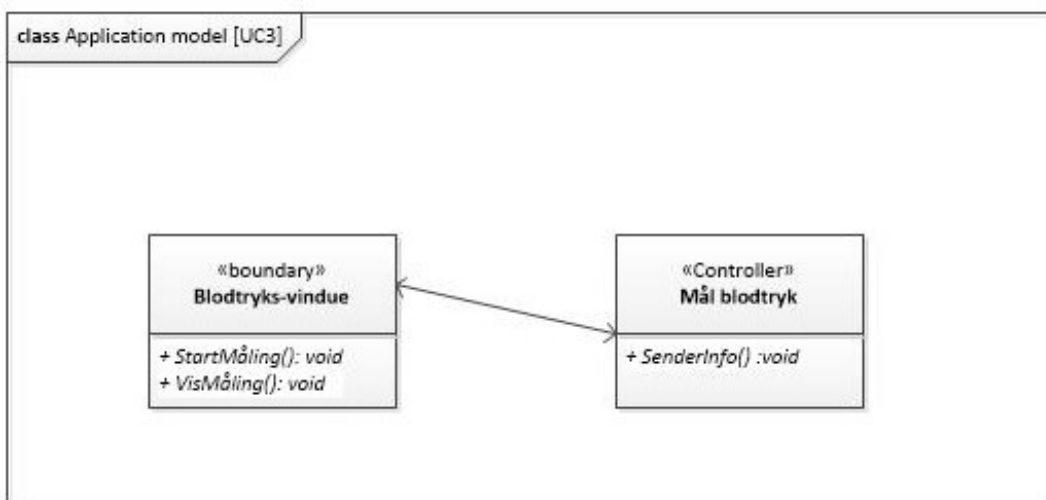 class Application model [UC3]
«boundary»
Blodtryks-vindue
+ StartMåling(): void
+ VisMåling(): void
«Controller»
Mål blodtryk
+ SenderInfo() :void